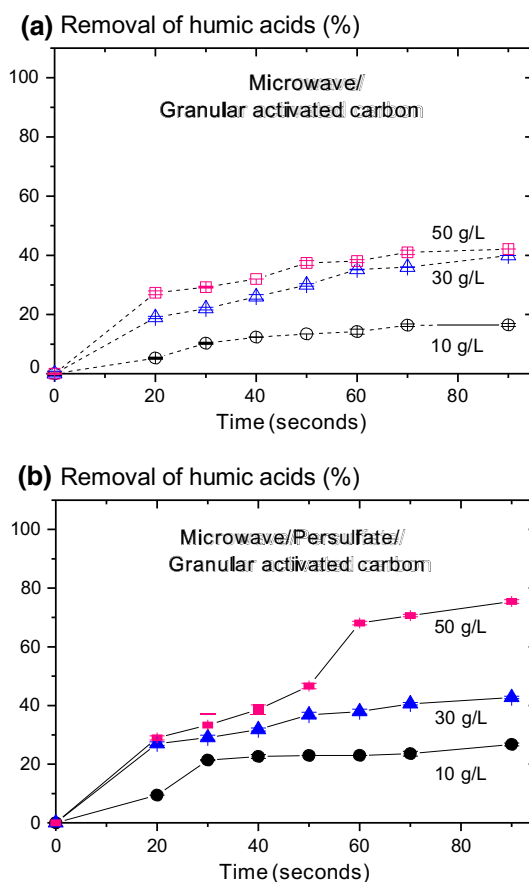 (a) Removal of humic acids (%)
100
Microwave/
Granular activated carbon
80
60
50 g/L
40
30 g/L
20
10 g/L
0
0 20 40 60 80
Time (seconds)
(b) Removal of humic acids (%)
100
Microwave/Persulfate/
Granular activated carbon
80
50 g/L
60
40
30 g/L
20
10 g/L
0
0 20 40 60 80
Time (seconds)